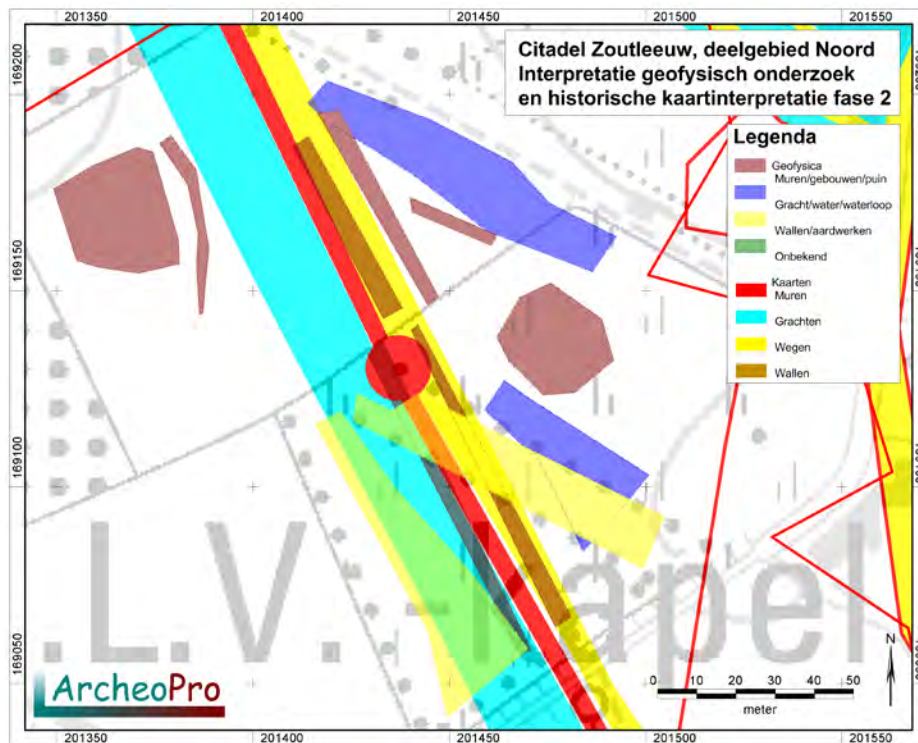 201350 201400 201450 201500 201550
169200
169150
169100
169050
Citadel Zoutleeuw, deelgebied Noord
Interpretatie geofysisch onderzoek
en historische kaartinterpretatie fase 2
Legenda
Geofysica
Muren/gebouwen/puin
Gracht/water/waterloop
Wallen/aardwerken
Onbekend
Kaarten
Muren
Grachten
Wegen
Wallen
.L.V. -Kapel
N
0 10 20 30 40 50
meter
ArcheoPro
201350 201400 201450 201500 201550